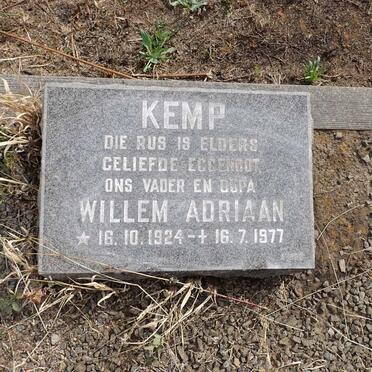 KEMP
DIE RUS IS ELDERS
GELIEFDE EGGENOOT
ONS VADER EN OUPA
WILLEM ADRIAAN
* 16.10.1924 - + 16.7.1977